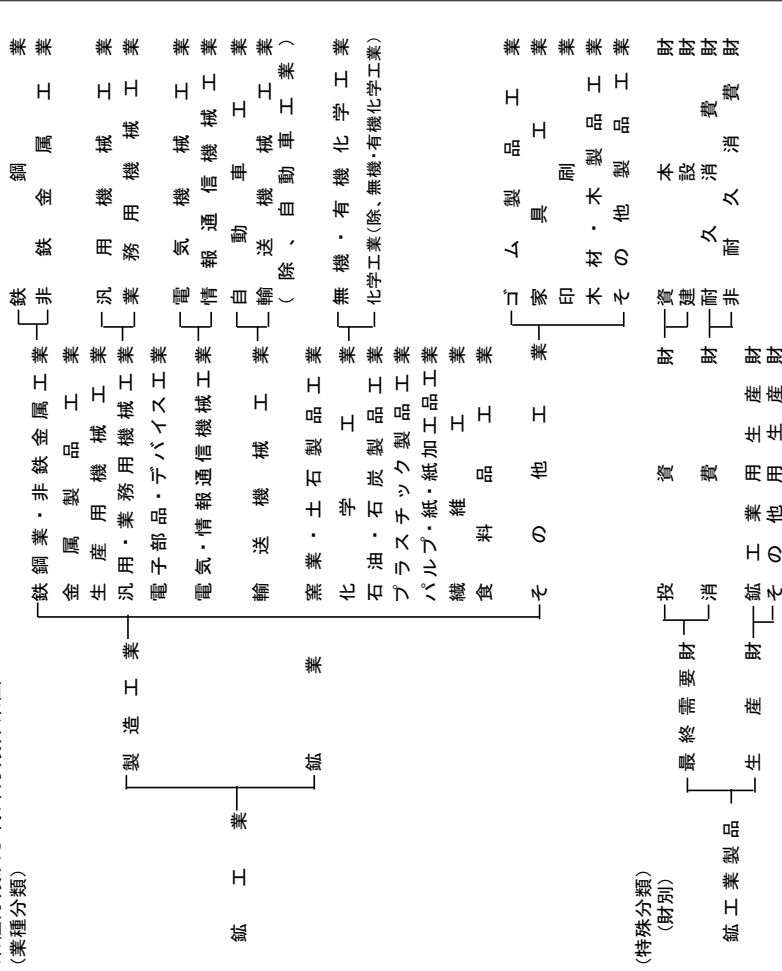 (業種分類)
鉱工業
製造工業
鉱業
鉄鋼業・非鉄金属工業
鉄鋼業
非鉄金属工業
金属製品工業
生産用機械工業
汎用・業務用機械工業
汎用機械工業
業務用機械工業
電子部品・デバイス工業
電気・情報通信機械工業
電気機械工業
情報通信機械工業
輸送機械工業
自動車工業
輸送機械工業
(除、自動車工業)
窯業・土石製品工業
化学工業
無機・有機化学工業
化学工業(除、無機・有機化学工業)
石油・石炭製品工業
プラスチック製品工業
パルプ・紙・紙加工品工業
繊維工業
食料品工業
その他工業
ゴム製品工業
家具工業
印刷業
木材・木製品工業
その他製品工業
(特殊分類)
(財別)
鉱工業製品
最終需要財
投資財
資本財
建設財
消費財
耐久消費財
非耐久消費財
生産財
鉱工業用生産財
その他用生産財